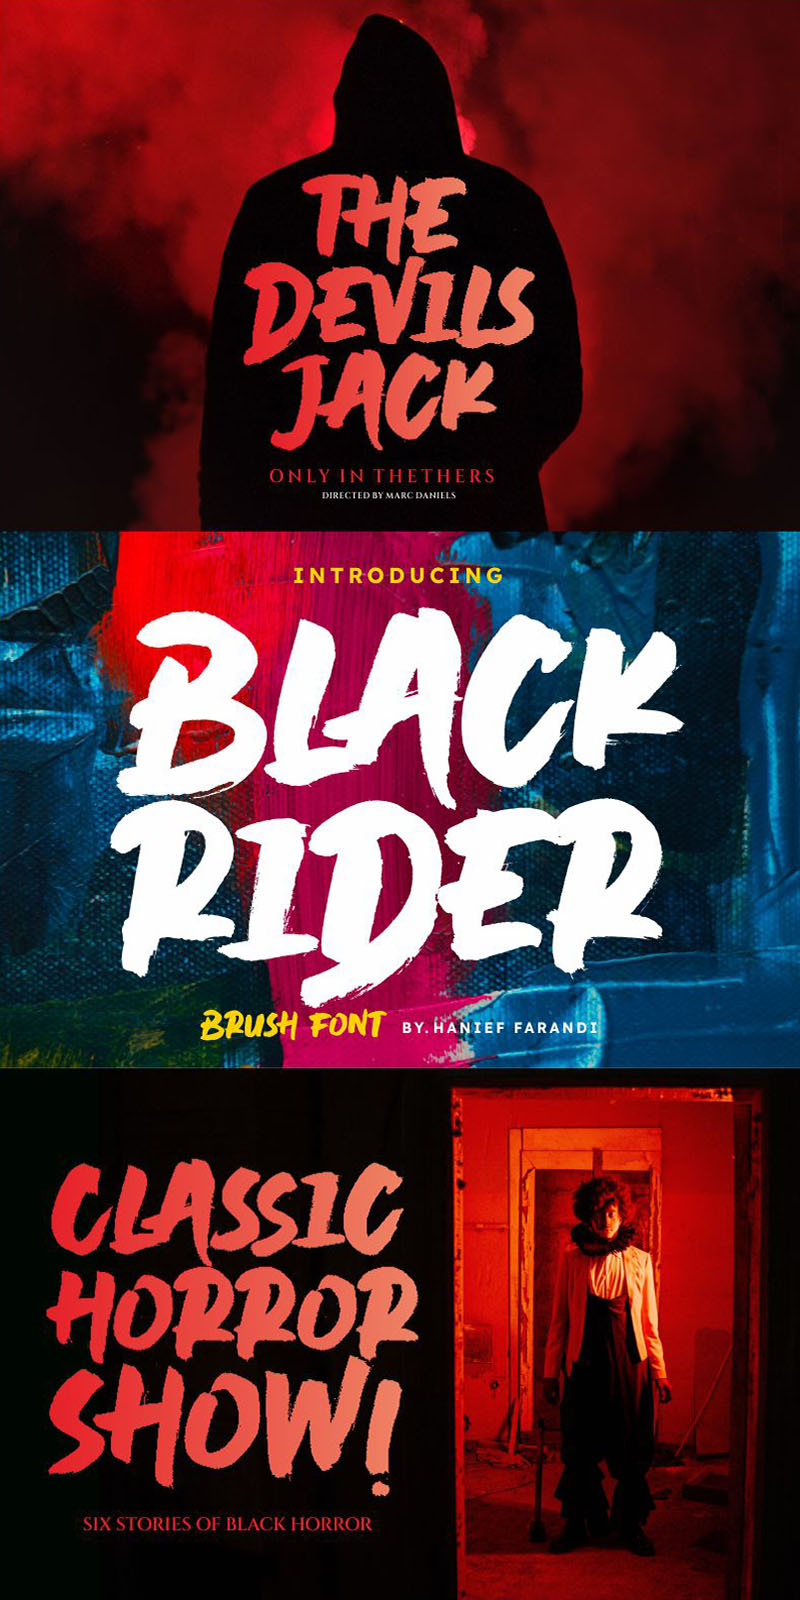 THE
DEVILS
JACK
ONLY IN THETHERS
DIRECTED BY MARC DANIELS
INTRODUCING
BLACK
RIDER
BRUSH FONT BY.HANIEF FARANDI
CLASSIC
HORROR
SHOW!
SIX STORIES OF BLACK HORROR